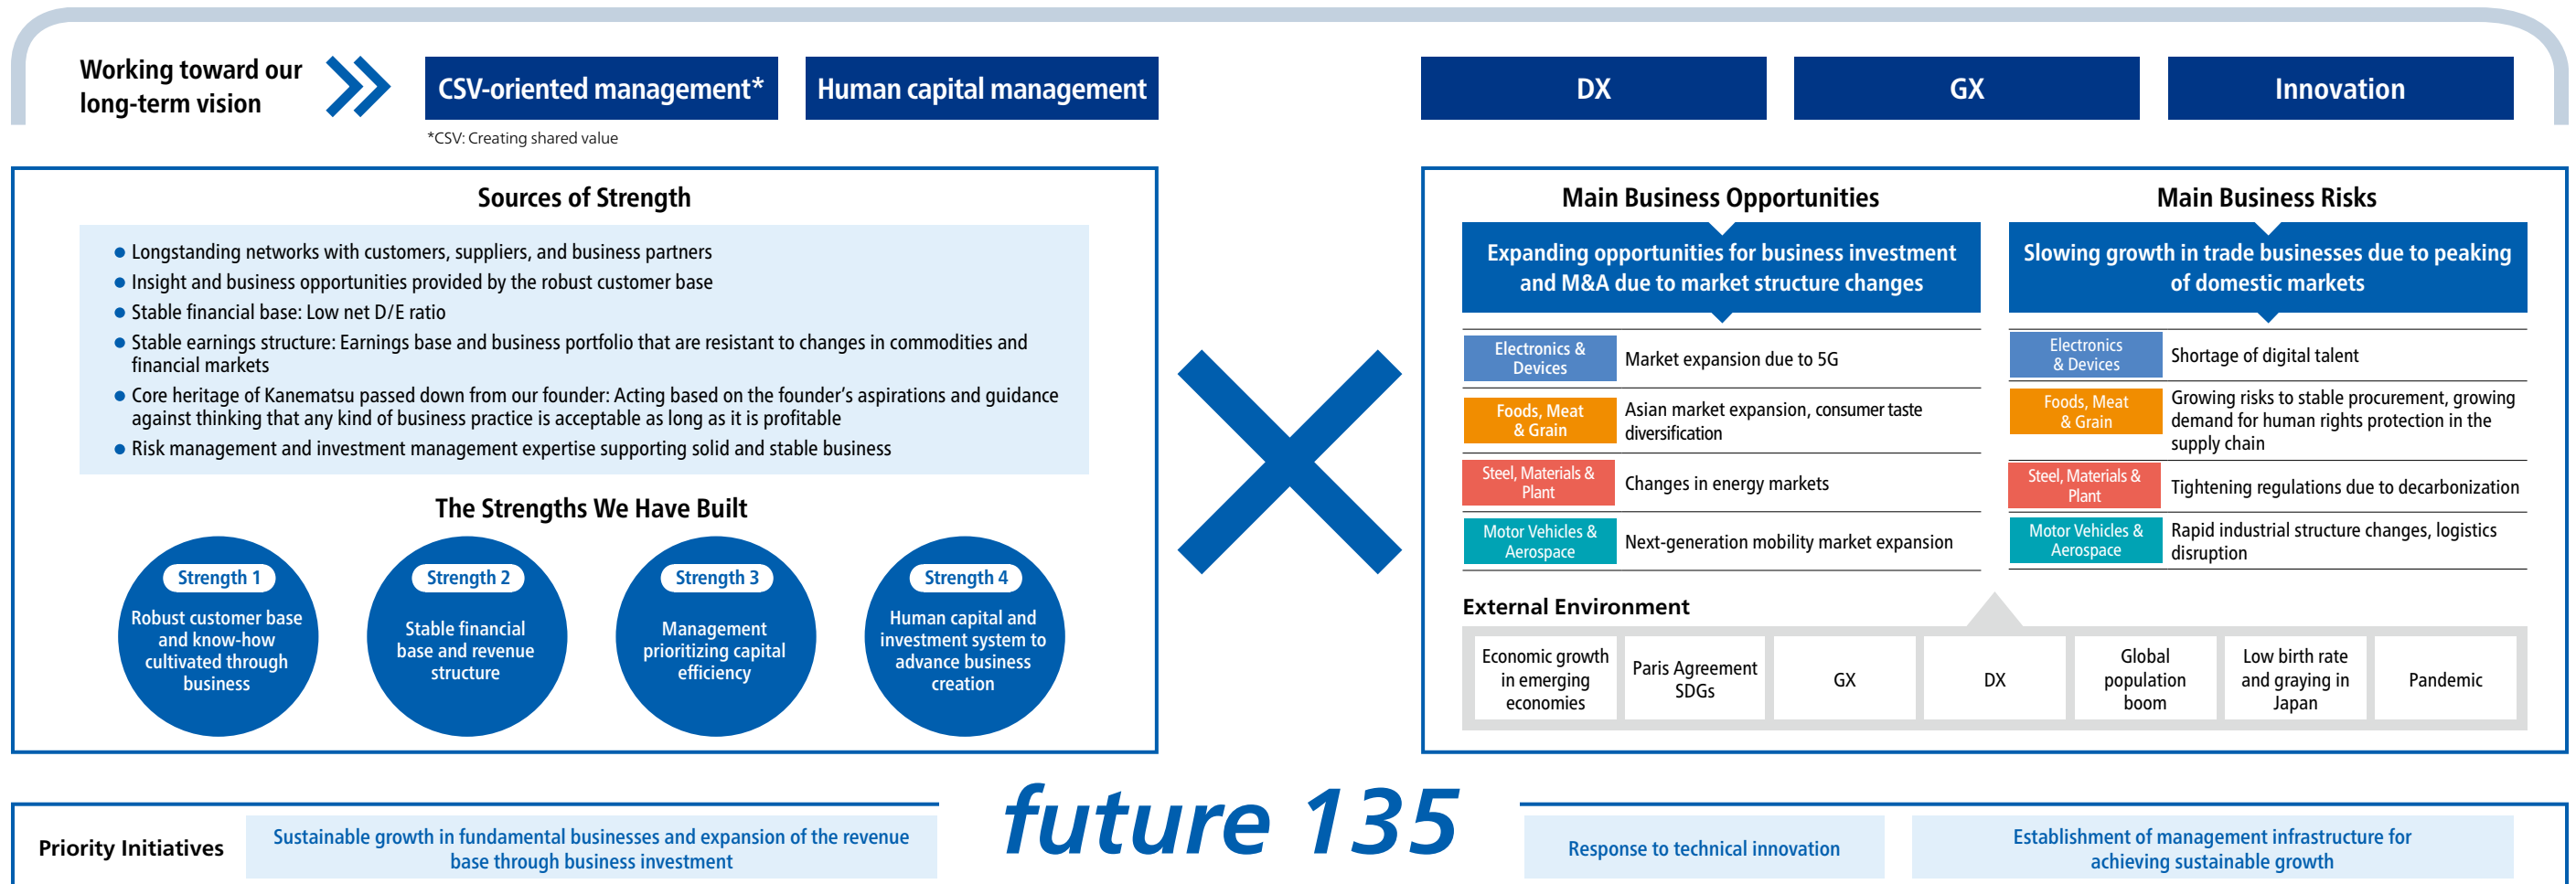 Working toward our
long-term vision
CSV-oriented management*
Human capital management
DX
GX
Innovation
*CSV: Creating shared value
Sources of Strength
● Longstanding networks with customers, suppliers, and business partners
● Insight and business opportunities provided by the robust customer base
● Stable financial base: Low net D/E ratio
● Stable earnings structure: Earnings base and business portfolio that are resistant to changes in commodities and
financial markets
● Core heritage of Kanematsu passed down from our founder: Acting based on the founder’s aspirations and guidance
against thinking that any kind of business practice is acceptable as long as it is profitable
● Risk management and investment management expertise supporting solid and stable business
The Strengths We Have Built
Strength 1
Robust customer base
and know-how
cultivated through
business
Strength 2
Stable financial
base and revenue
structure
Strength 3
Management
prioritizing capital
efficiency
Strength 4
Human capital and
investment system to
advance business
creation
Main Business Opportunities
Expanding opportunities for business investment
and M&A due to market structure changes
Electronics &
Devices
Market expansion due to 5G
Foods, Meat
& Grain
Asian market expansion, consumer taste
diversification
Steel, Materials &
Plant
Changes in energy markets
Motor Vehicles &
Aerospace
Next-generation mobility market expansion
Main Business Risks
Slowing growth in trade businesses due to peaking
of domestic markets
Electronics
& Devices
Shortage of digital talent
Foods, Meat
& Grain
Growing risks to stable procurement, growing
demand for human rights protection in the
supply chain
Steel, Materials &
Plant
Tightening regulations due to decarbonization
Motor Vehicles &
Aerospace
Rapid industrial structure changes, logistics
disruption
External Environment
Economic growth
in emerging
economies
Paris Agreement
SDGs
GX
DX
Global
population
boom
Low birth rate
and graying in
Japan
Pandemic
future 135
Priority Initiatives
Sustainable growth in fundamental businesses and expansion of the revenue
base through business investment
Response to technical innovation
Establishment of management infrastructure for
achieving sustainable growth